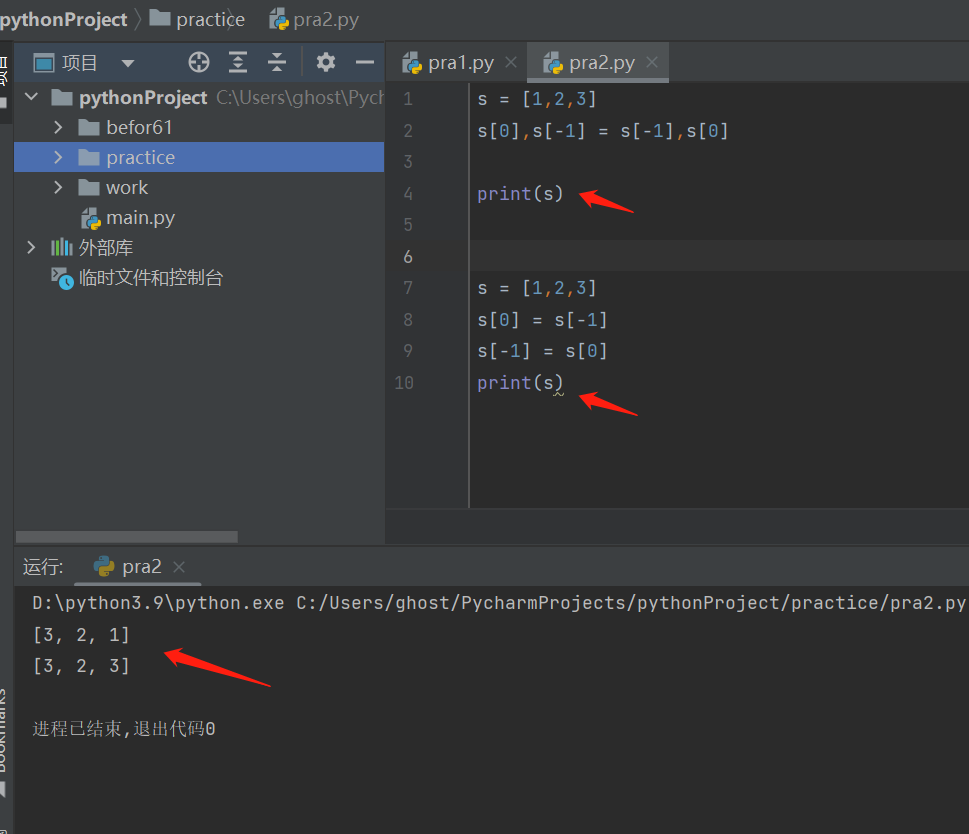 pythonProject practice pra2.py
项目
pra1.py
pra2.py
pythonProject C:\Users\ghost\Pych
befor61
practice
work
main.py
外部库
临时文件和控制台
1 s = [1,2,3]
2 s[0],s[-1] = s[-1],s[0]
3
4 print(s)
5
6
7 s = [1,2,3]
8 s[0] = s[-1]
9 s[-1] = s[0]
10 print(s)
运行: pra2
D:\python3.9\python.exe C:/Users/ghost/PycharmProjects/pythonProject/practice/pra2.py
[3, 2, 1]
[3, 2, 3]
进程已结束,退出代码0